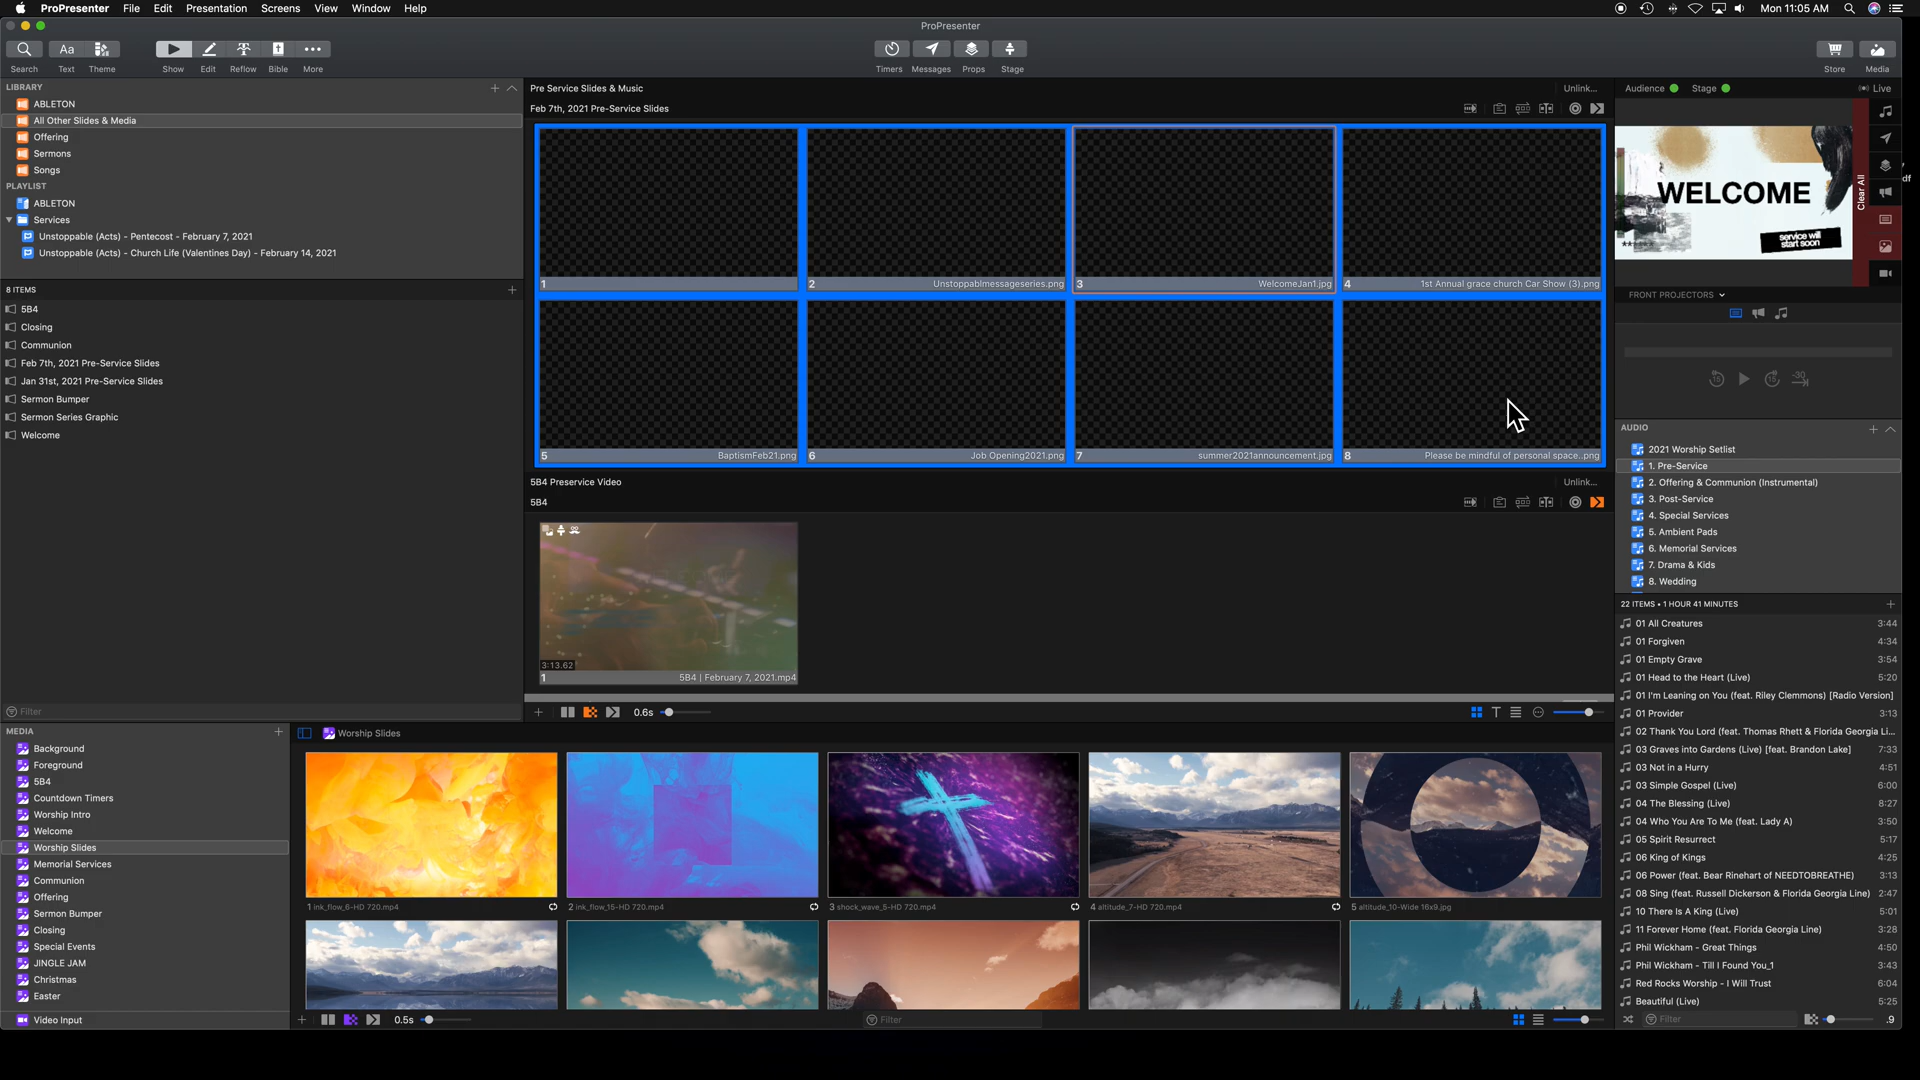 ProPresenter File Edit Presentation Screens View Window Help
Mon 11:05 AM
ProPresenter
Aa
Search Text Theme Show Edit Reflow Bible More
Timers Messages Props Stage
Store Media
LIBRARY
ABLETON
All Other Slides & Media
Offering
Sermons
Songs
PLAYLIST
ABLETON
Services
Unstoppable (Acts) - Pentecost - February 7, 2021
Unstoppable (Acts) - Church Life (Valentines Day) - February 14, 2021
8 ITEMS
5B4
Closing
Communion
Feb 7th, 2021 Pre-Service Slides
Jan 31st, 2021 Pre-Service Slides
Sermon Bumper
Sermon Series Graphic
Welcome
Filter
Pre Service Slides & Music
Unlink...
Feb 7th, 2021 Pre-Service Slides
1
2 Unstoppablmessageseries.png
3 WelcomeJan1.jpg
4 1st Annual grace church Car Show (3).png
5 BaptismFeb21.png
6 Job Opening2021.png
7 summer2021announcement.jpg
8 Please be mindful of personal space..png
5B4 Preservice Video
Unlink...
5B4
3:13.62
1 5B4 | February 7, 2021.mp4
0.6s
T
Audience Stage Live
WELCOME
service will
start soon
Clear All
df
FRONT PROJECTORS
15 15 -30
AUDIO
2021 Worship Setlist
1. Pre-Service
2. Offering & Communion (Instrumental)
3. Post-Service
4. Special Services
5. Ambient Pads
6. Memorial Services
7. Drama & Kids
8. Wedding
22 ITEMS • 1 HOUR 41 MINUTES
01 All Creatures 3:44
01 Forgiven 4:34
01 Empty Grave 3:54
01 Head to the Heart (Live) 5:20
01 I'm Leaning on You (feat. Riley Clemmons) [Radio Version]
01 Provider 3:13
02 Thank You Lord (feat. Thomas Rhett & Florida Georgia Li...
03 Graves into Gardens (Live) [feat. Brandon Lake] 7:33
03 Not in a Hurry 4:51
03 Simple Gospel (Live) 6:00
04 The Blessing (Live) 8:27
04 Who You Are To Me (feat. Lady A) 3:50
05 Spirit Resurrect 5:17
06 King of Kings 4:25
06 Power (feat. Bear Rinehart of NEEDTOBREATHE) 3:13
08 Sing (feat. Russell Dickerson & Florida Georgia Line) 2:47
10 There Is A King (Live) 5:01
11 Forever Home (feat. Florida Georgia Line) 3:28
Phil Wickham - Great Things 4:50
Phil Wickham - Till I Found You_1 3:43
Red Rocks Worship - I Will Trust 6:04
Beautiful (Live) 5:25
Filter
.9
MEDIA
Background
Foreground
5B4
Countdown Timers
Worship Intro
Welcome
Worship Slides
Memorial Services
Communion
Offering
Sermon Bumper
Closing
Special Events
JINGLE JAM
Christmas
Easter
Video Input
Worship Slides
1 ink_flow_6-HD 720.mp4
2 ink_flow_15-HD 720.mp4
3 shock_wave_5-HD 720.mp4
4 altitude_7-HD 720.mp4
5 altitude_10-Wide 16x9.jpg
0.5s
Filter